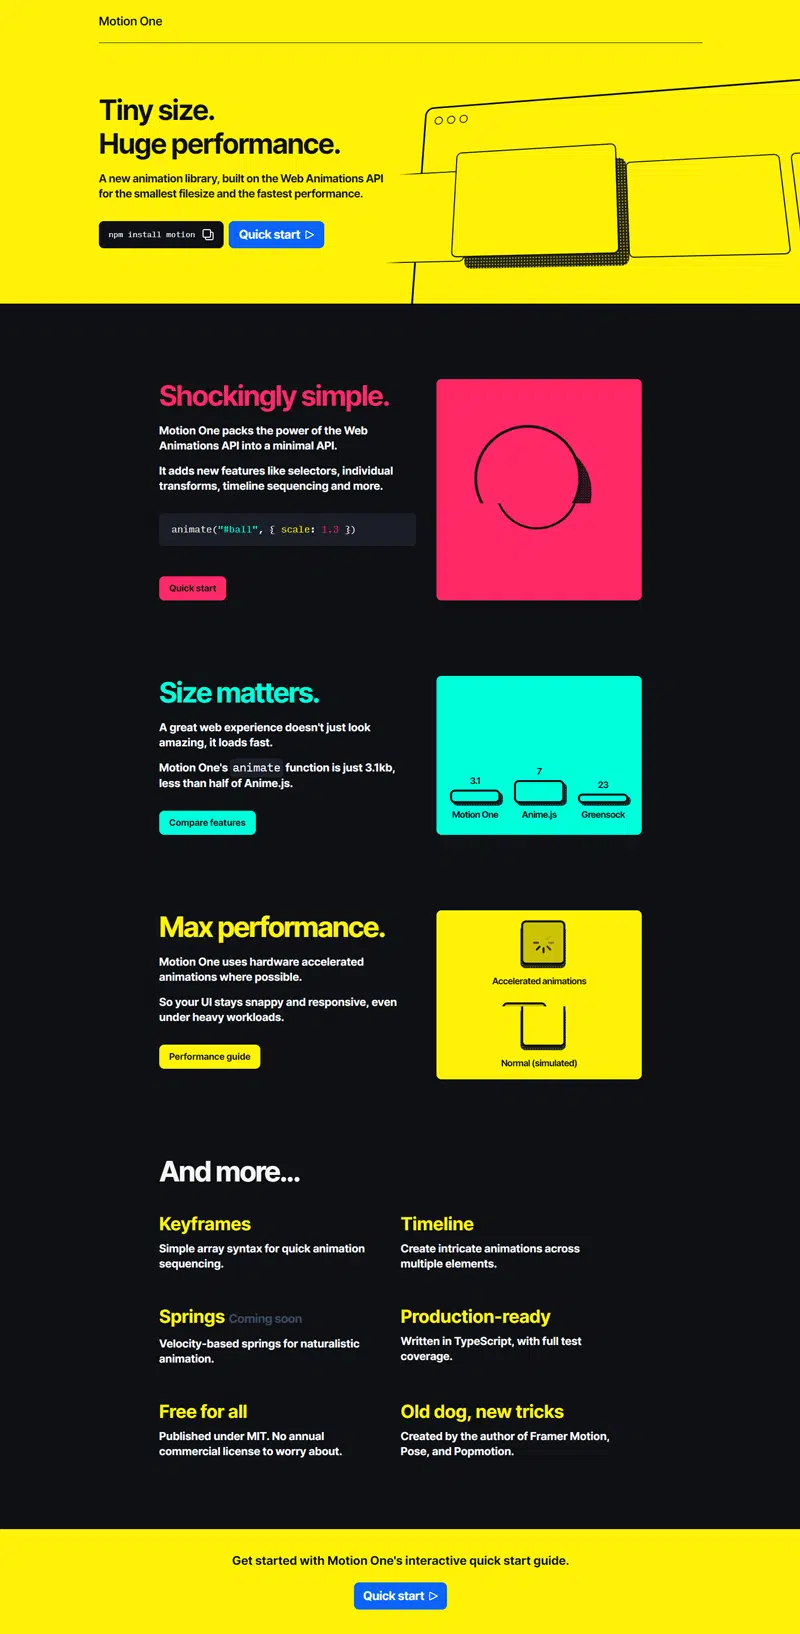 Motion One
Tiny size.
Huge performance.
A new animation library, built on the Web Animations API
for the smallest filesize and the fastest performance.
npm install motion
Quick start
Shockingly simple.
Motion One packs the power of the Web
Animations API into a minimal API.
It adds new features like selectors, individual
transforms, timeline sequencing and more.
animate("#ball", { scale: 1.3 })
Quick start
Size matters.
A great web experience doesn't just look
amazing, it loads fast.
Motion One's animate function is just 3.1kb,
less than half of Anime.js.
Compare features
3.1
7
23
Motion One
Anime.js
Greensock
Max performance.
Motion One uses hardware accelerated
animations where possible.
So your UI stays snappy and responsive, even
under heavy workloads.
Performance guide
Accelerated animations
Normal (simulated)
And more...
Keyframes
Simple array syntax for quick animation
sequencing.
Timeline
Create intricate animations across
multiple elements.
Springs Coming soon
Velocity-based springs for naturalistic
animation.
Production-ready
Written in TypeScript, with full test
coverage.
Free for all
Published under MIT. No annual
commercial license to worry about.
Old dog, new tricks
Created by the author of Framer Motion,
Pose, and Popmotion.
Get started with Motion One's interactive quick start guide.
Quick start